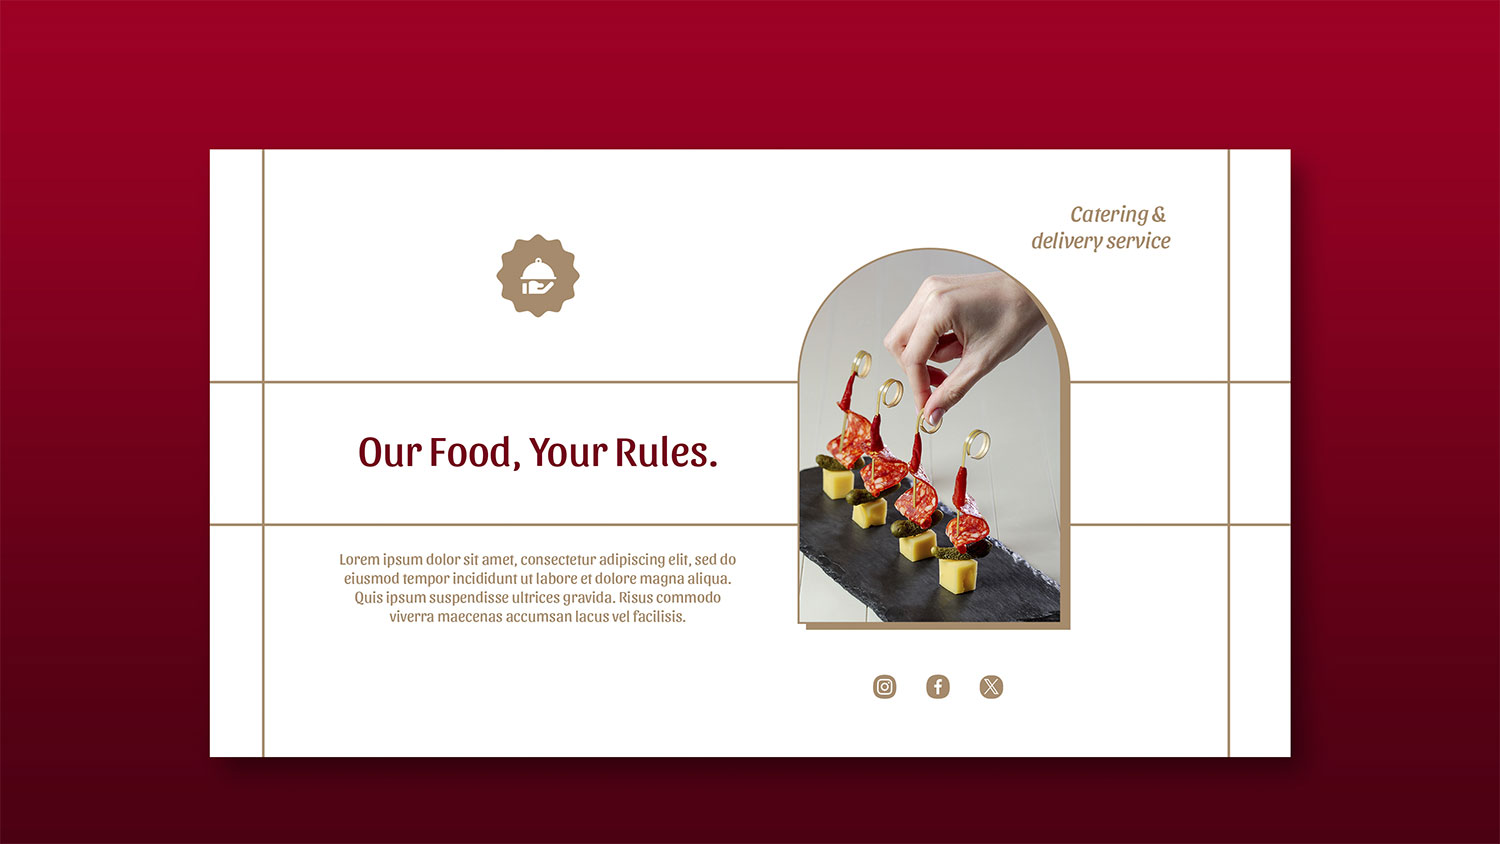 Catering &
delivery service
Our Food, Your Rules.
Lorem ipsum dolor sit amet, consectetur adipiscing elit, sed do
eiusmod tempor incididunt ut labore et dolore magna aliqua.
Quis ipsum suspendisse ultrices gravida. Risus commodo
viverra maecenas accumsan lacus vel facilisis.